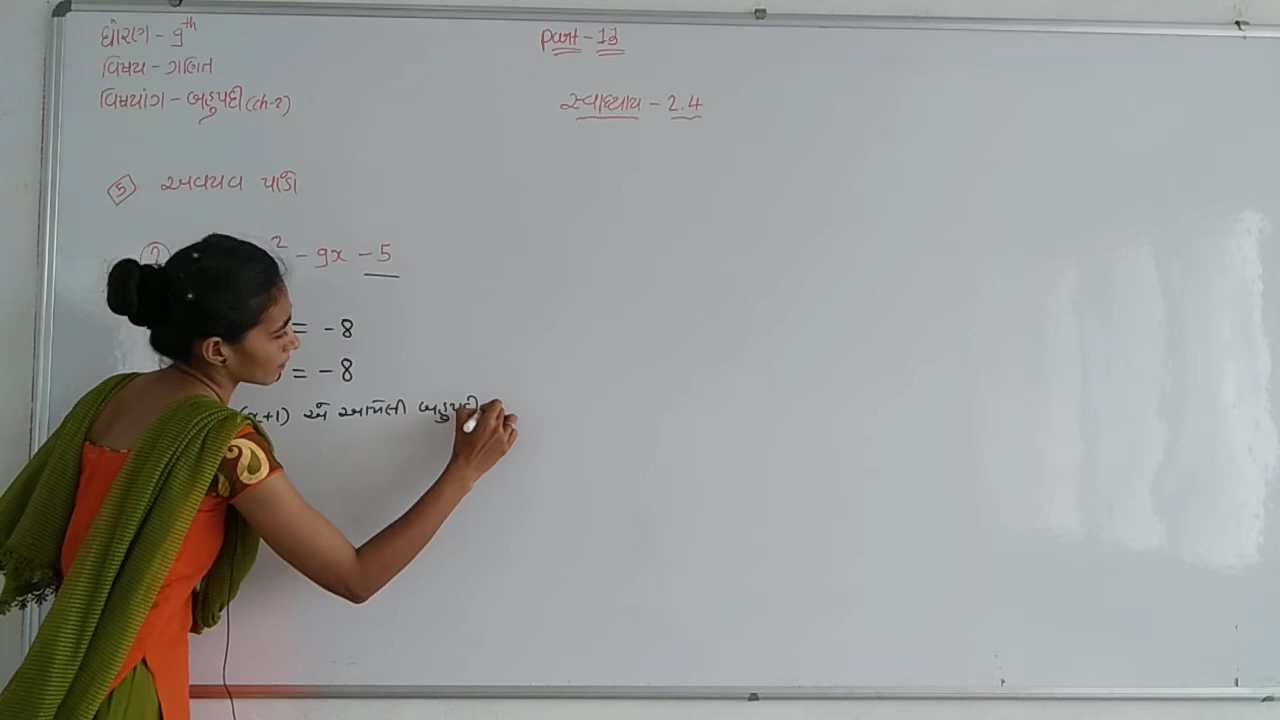 ધોરણ - 9th
વિષય - ગણિત
વિષયાંગ - બહુપદી (ch-2)
Part - 13
સ્વાધ્યાય - 2.4
5 અવયવ પાડો
2 2 - 9x - 5
= -8
= -8
(x+1) એ આપેલી બહુપદી